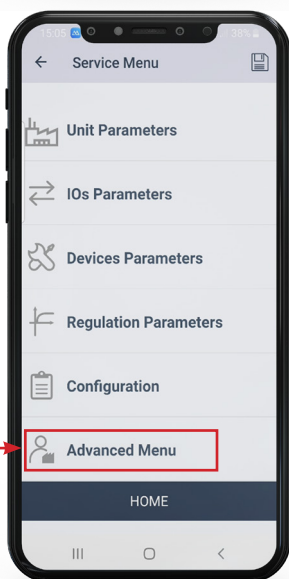 15:05 38%
Service Menu
Unit Parameters
IOs Parameters
Devices Parameters
Regulation Parameters
Configuration
Advanced Menu
HOME